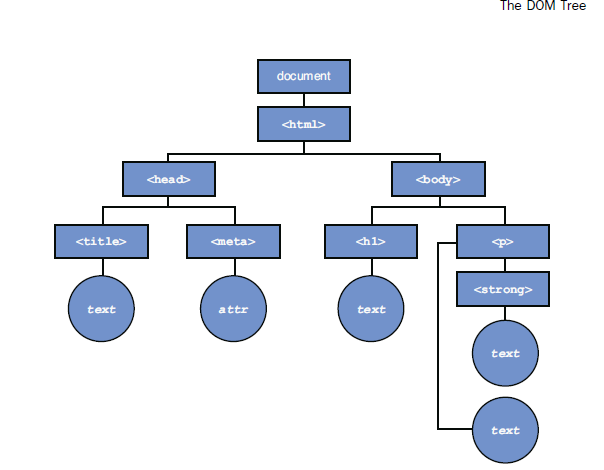 The DOM Tree
document
<html>
<head>
<body>
<title>
<meta>
<h1>
<p>
text
attr
text
<strong>
text
text